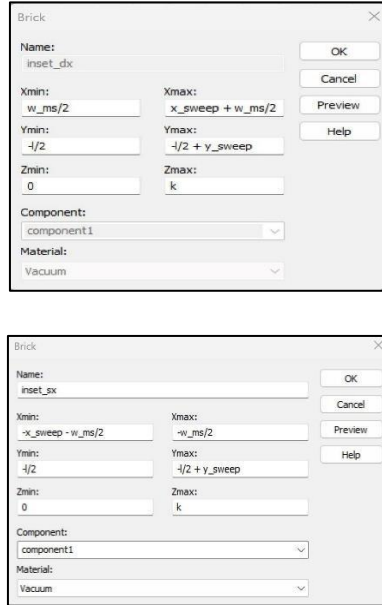 Brick
Name:
inset_dx
OK
Cancel
Xmin:
Xmax:
w_ms/2
x_sweep + w_ms/2
Preview
Ymin:
Ymax:
Help
-l/2
-l/2 + y_sweep
Zmin:
Zmax:
0
k
Component:
component1
Material:
Vacuum
Brick
Name:
inset_sx
OK
Cancel
Xmin:
Xmax:
-x_sweep - w_ms/2
-w_ms/2
Preview
Ymin:
Ymax:
Help
-l/2
-l/2 + y_sweep
Zmin:
Zmax:
0
k
Component:
component1
Material:
Vacuum